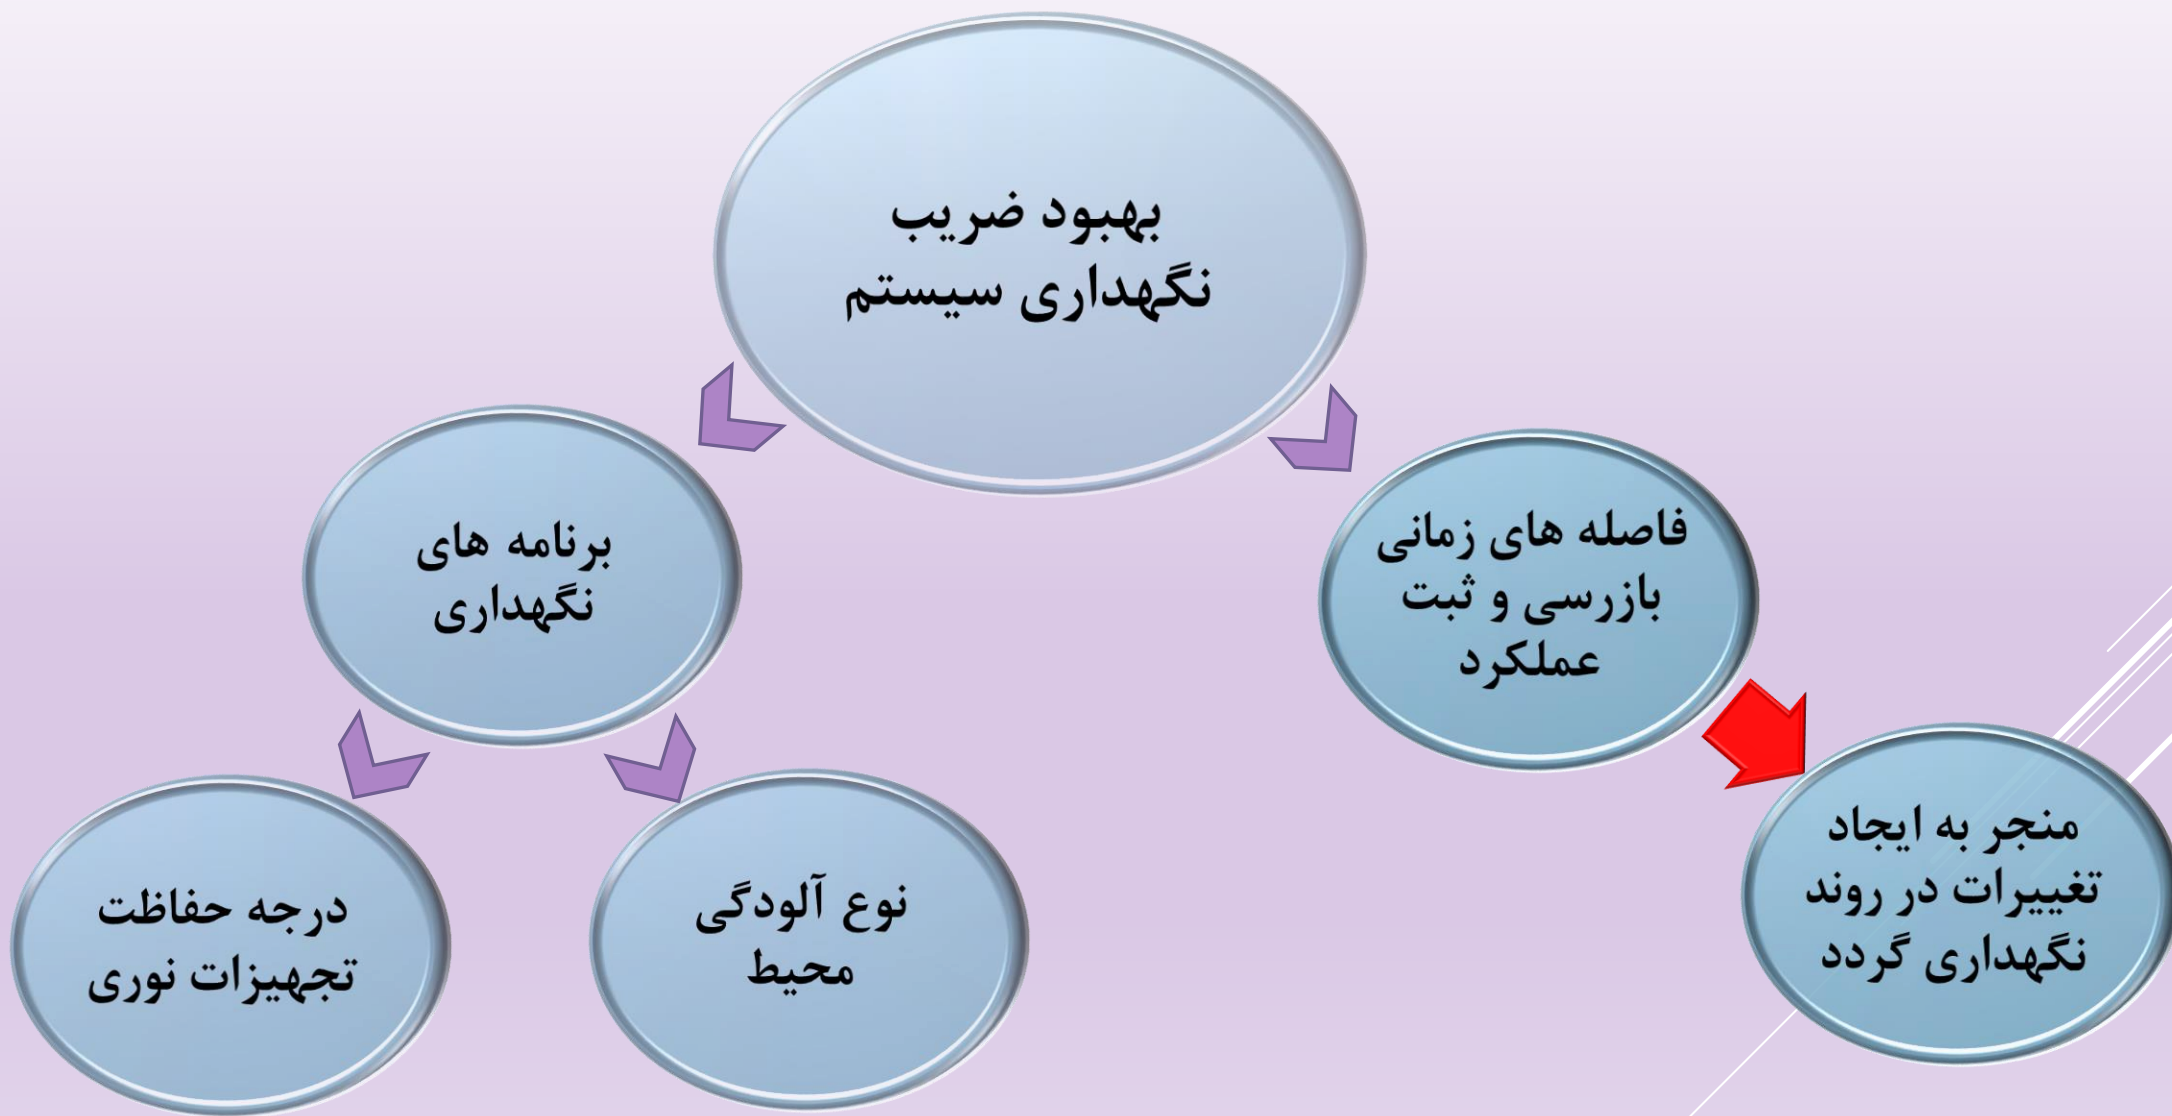 بهبود ضریب
نگهداری سیستم
فاصله های زمانی
بازرسی و ثبت
عملکرد
برنامه های
نگهداری
منجر به ایجاد
تغییرات در روند
نگهداری گردد
نوع آلودگی
محیط
درجه حفاظت
تجهیزات نوری